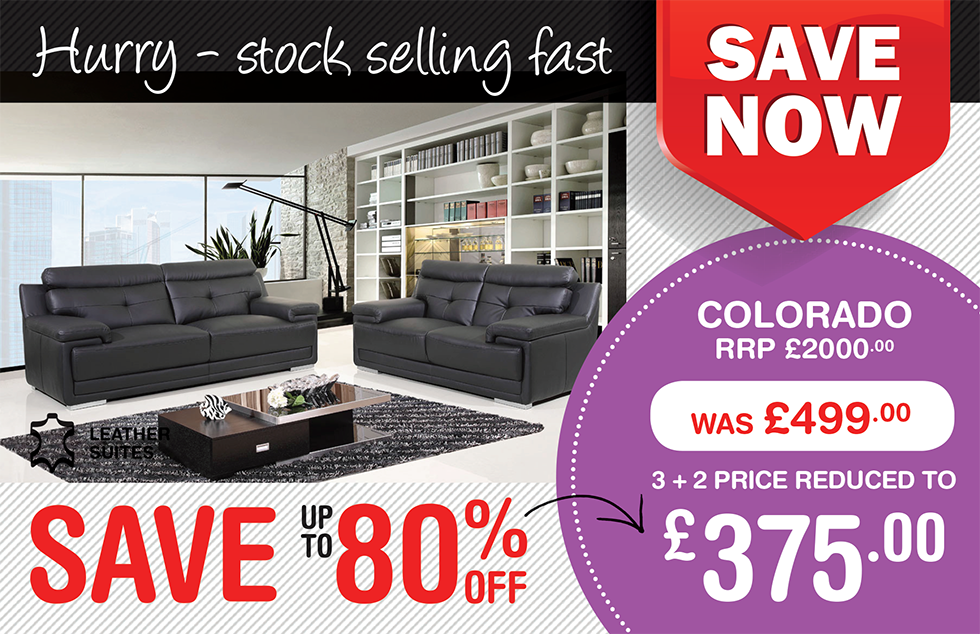 Hurry - stock selling fast
SAVE
NOW
COLORADO
RRP £2000.00
WAS £499.00
3 + 2 PRICE REDUCED TO
£375.00
LEATHER
SUITES
SAVE UP TO 80% OFF